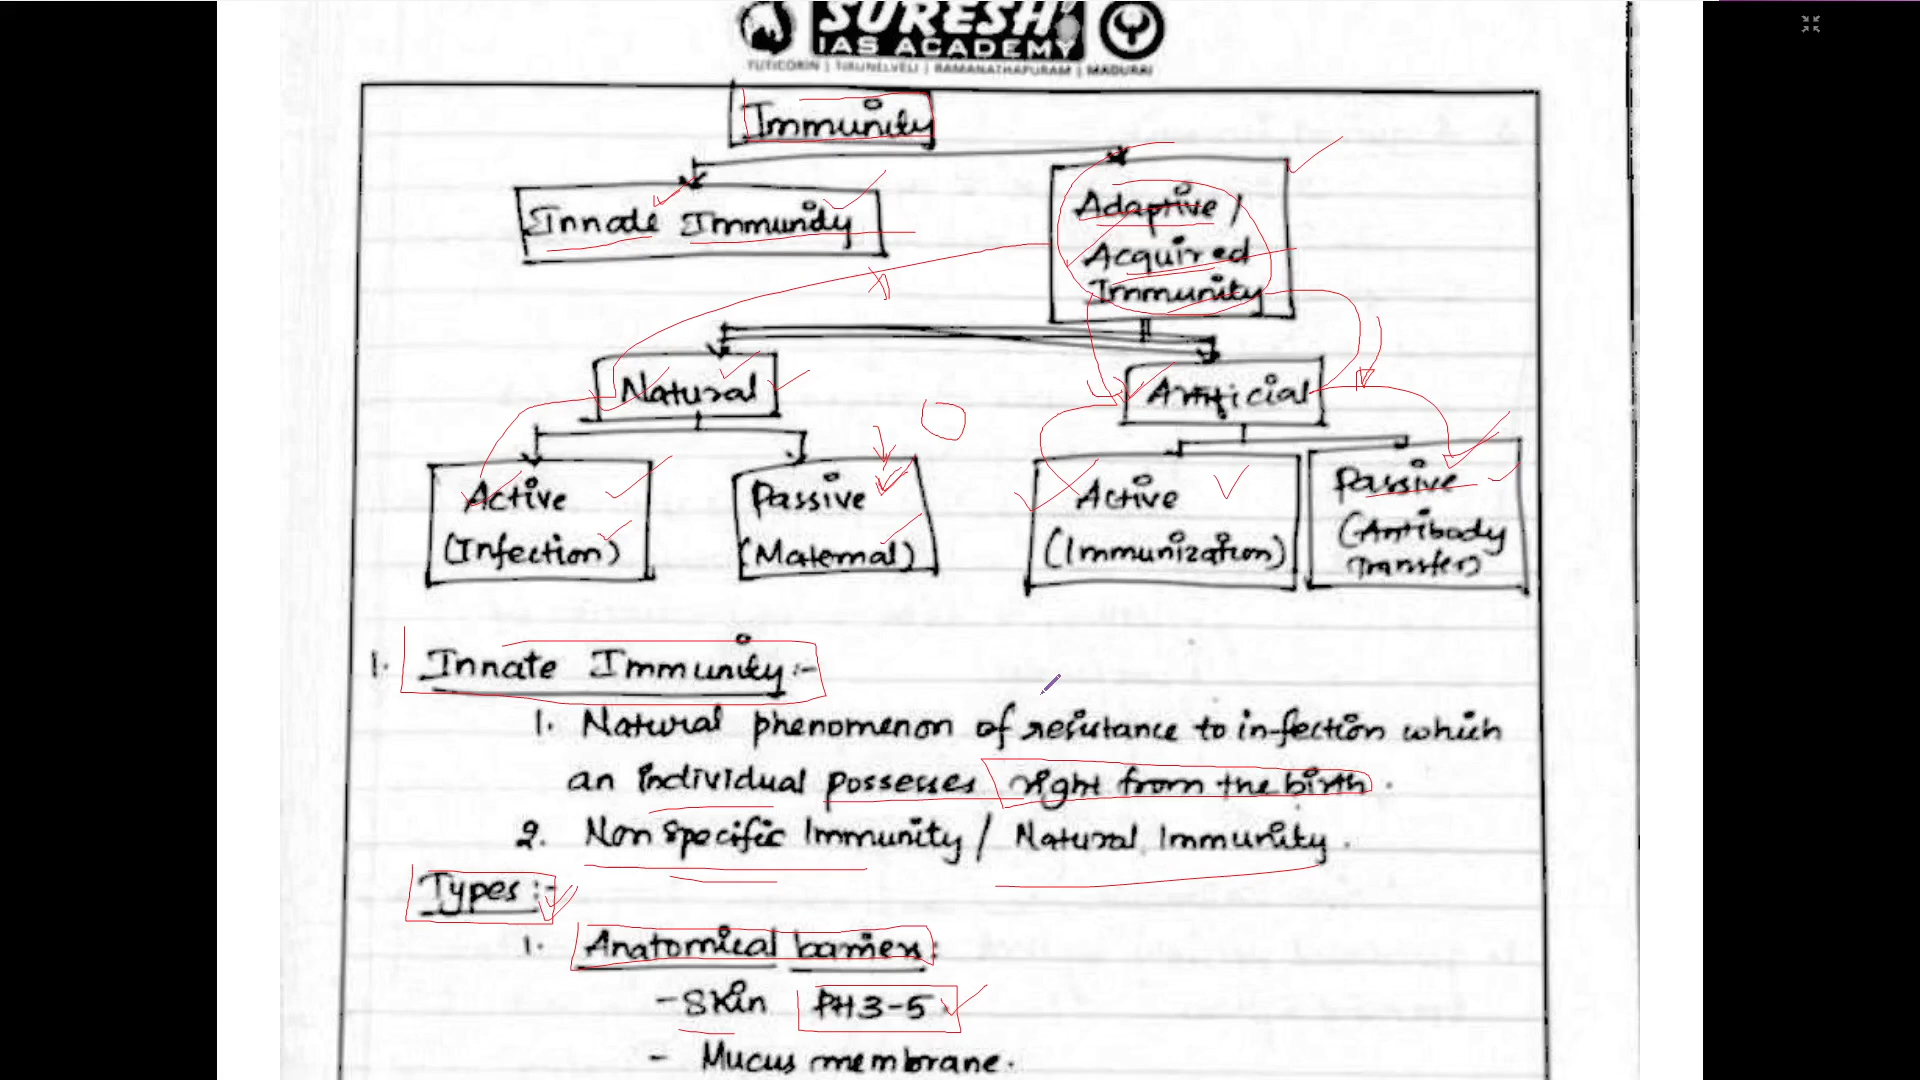 SURESH'
IAS ACADEMY
TUTICORIN | TIRUNELVELI | RAMANATHAPURAM | MADURAI
Immunity
Innate Immunity
Adaptive /
Acquired
Immunity
Natural
Artificial
Active
(Infection)
Passive
(Maternal)
Active
(Immunization)
Passive
(Antibody
Transfer)
1. Innate Immunity:-
1. Natural phenomenon of resistance to infection which
an individual possesses right from the birth.
2. Non specific Immunity / Natural Immunity.
Types:-
1. Anatomical barriers:
- Skin PH 3-5
- Mucus membrane.